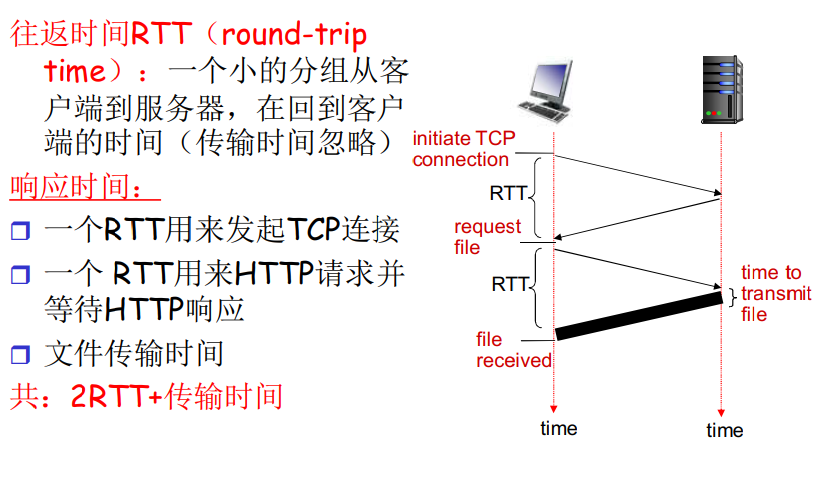 往返时间RTT（round-trip
time）：一个小的分组从客
户端到服务器，在回到客户
端的时间（传输时间忽略）
响应时间：
一个RTT用来发起TCP连接
一个 RTT用来HTTP请求并
等待HTTP响应
文件传输时间
共：2RTT+传输时间
initiate TCP
connection
RTT
request
file
RTT
time to
transmit
file
file
received
time
time